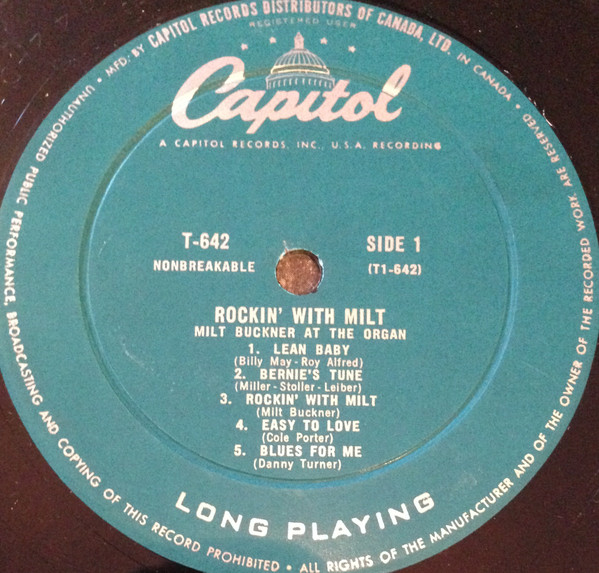 MFD. BY CAPITOL RECORDS DISTRIBUTORS OF CANADA, LTD. IN CANADA •
REGISTERED USER
Capitol
A CAPITOL RECORDS, INC., U.S.A. RECORDING
T-642 SIDE 1
NONBREAKABLE (T1-642)
ROCKIN' WITH MILT
MILT BUCKNER AT THE ORGAN
1. LEAN BABY
(Billy May-Roy Alfred)
2. BERNIE'S TUNE
(Miller-Stoller-Leiber)
3. ROCKIN' WITH MILT
(Milt Buckner)
4. EASY TO LOVE
(Cole Porter)
5. BLUES FOR ME
(Danny Turner)
LONG PLAYING
UNAUTHORIZED PUBLIC PERFORMANCE, BROADCASTING AND COPYING OF THIS RECORD PROHIBITED • ALL RIGHTS OF THE MANUFACTURER AND OF THE OWNER OF THE RECORDED WORK ARE RESERVED •